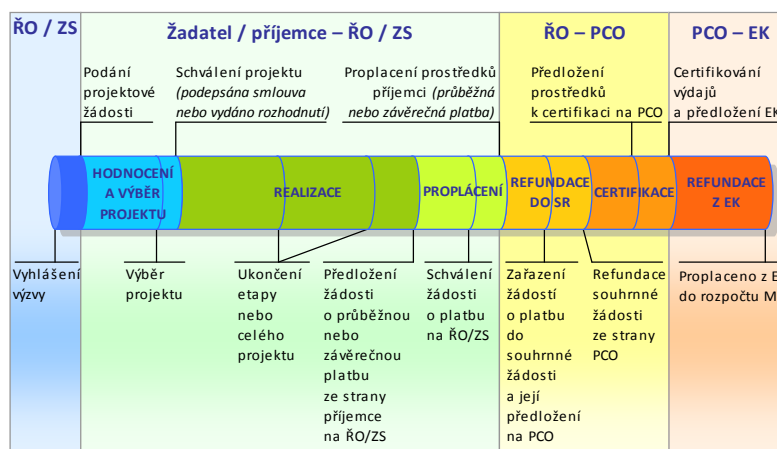 ŘO / ZS
Žadatel / příjemce – ŘO / ZS
ŘO – PCO
PCO – EK
Podání
projektové
žádosti
Schválení projektu
(podepsána smlouva
nebo vydáno rozhodnutí)
Proplacení prostředků
příjemci (průběžná
nebo závěrečná platba)
Předložení
prostředků
k certifikaci na PCO
Certifikování
výdajů
a předložení EK
HODNOCENÍ
A VÝBĚR
PROJEKTU
REALIZACE
PROPLÁCENÍ
REFUNDACE
DO SR
CERTIFIKACE
REFUNDACE
Z EK
Vyhlášení
výzvy
Výběr
projektu
Ukončení
etapy
nebo
celého
projektu
Předložení
žádosti
o průběžnou
nebo
závěrečnou
platbu
ze strany
příjemce
na ŘO/ZS
Schválení
žádosti
o platbu
na ŘO/ZS
Zařazení
žádostí
o platbu
do
souhrnné
žádosti
a její
předložení
na PCO
Refundace
souhrnné
žádosti
ze strany
PCO
Proplaceno z E
do rozpočtu M